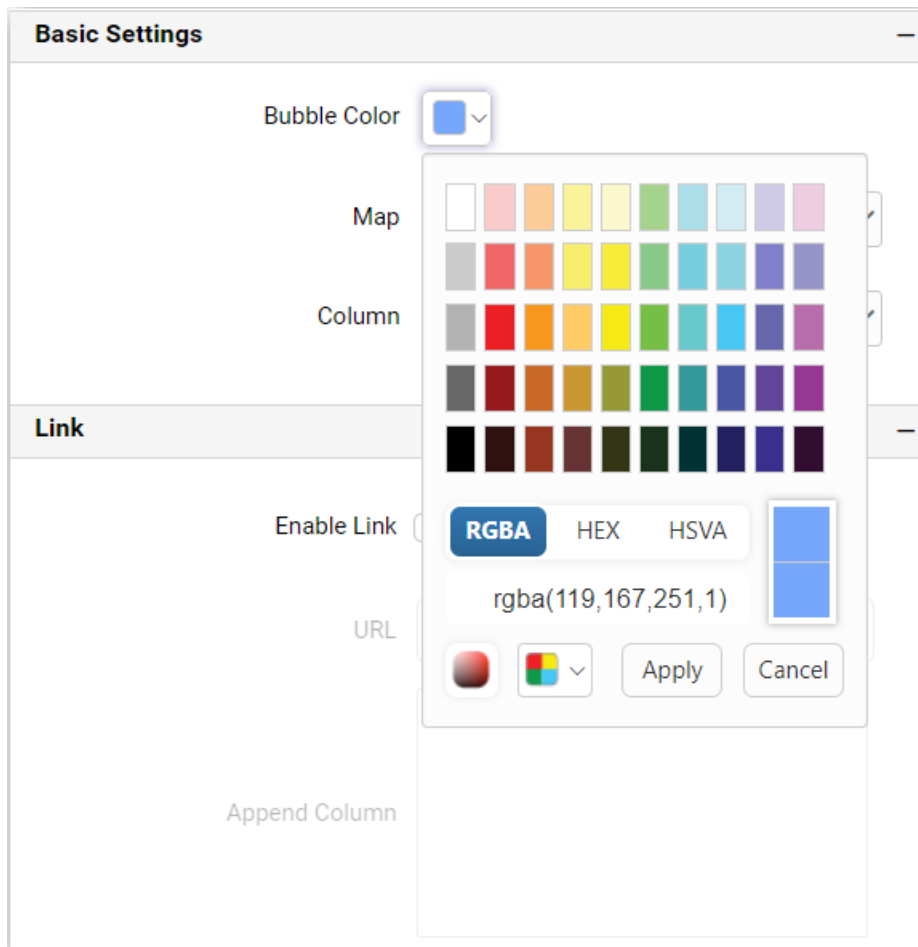 Basic Settings
Bubble Color
Map
Column
Link
Enable Link
RGBA HEX HSVA
rgba(119,167,251,1)
URL
Apply Cancel
Append Column